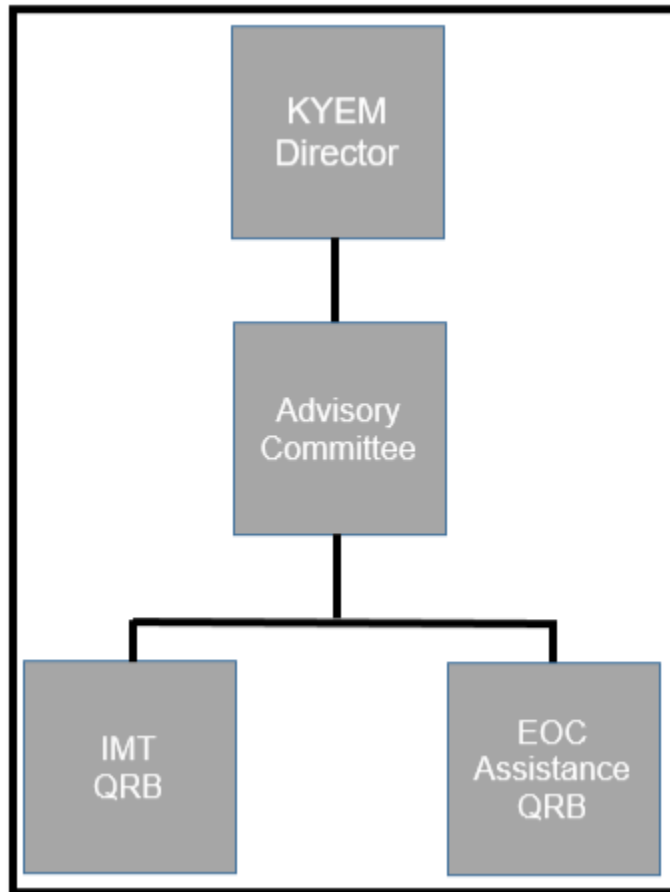 KYEM
Director
Advisory
Committee
IMT
QRB
EOC
Assistance
QRB